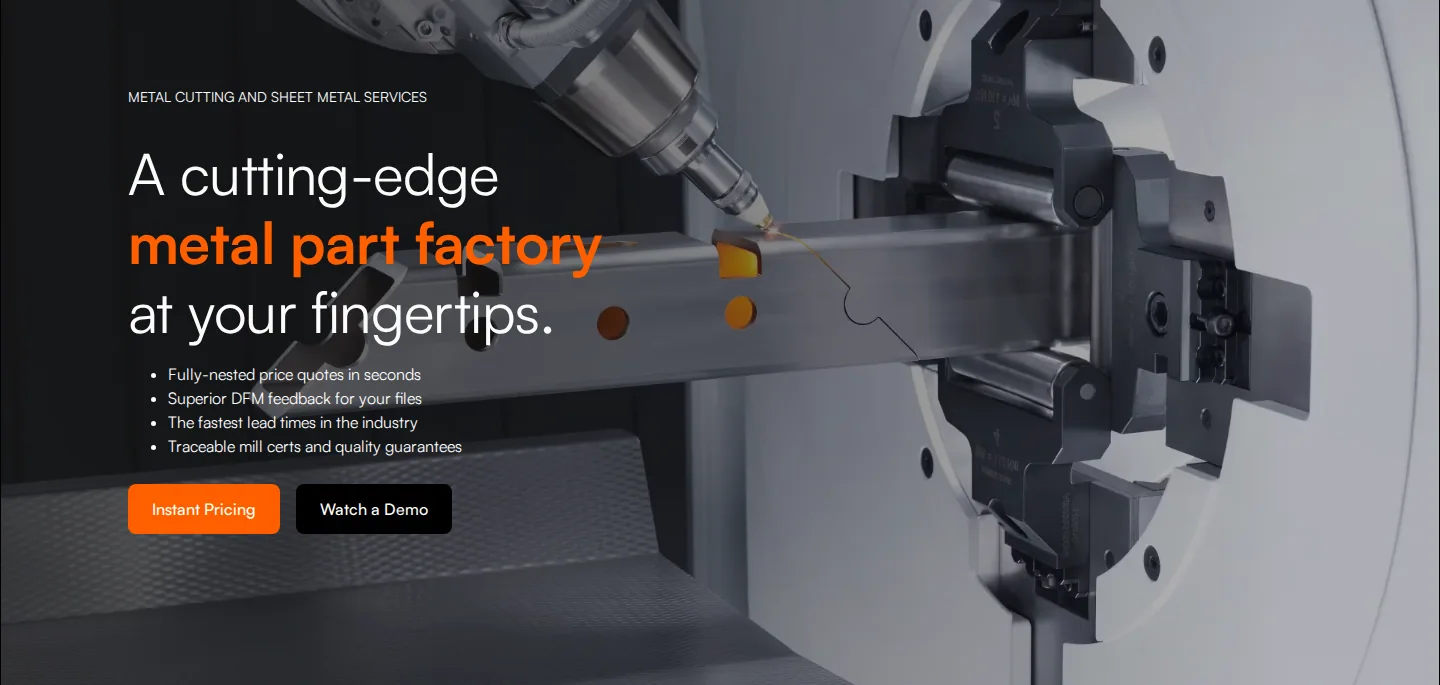 METAL CUTTING AND SHEET METAL SERVICES
A cutting-edge
metal part factory
at your fingertips.
Fully-nested price quotes in seconds
Superior DFM feedback for your files
The fastest lead times in the industry
Traceable mill certs and quality guarantees
Instant Pricing
Watch a Demo